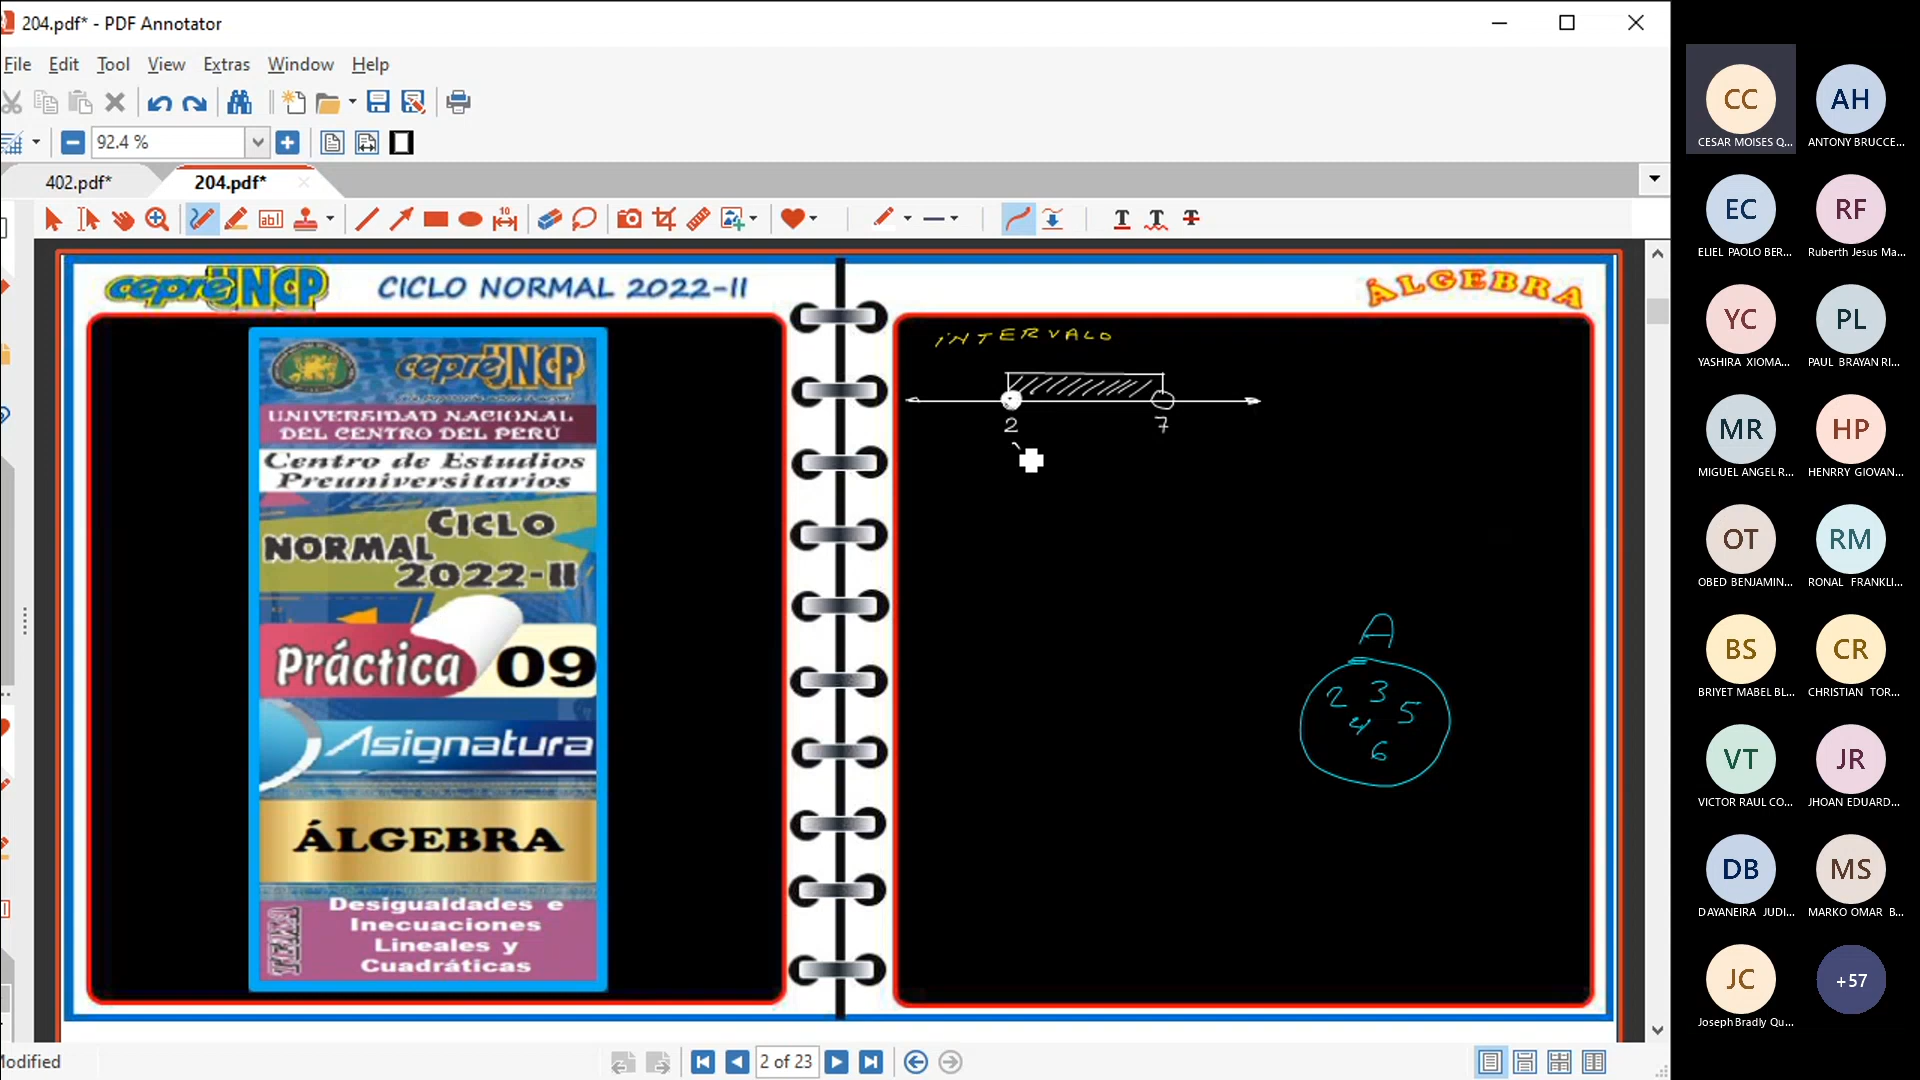 204.pdf* - PDF Annotator
File Edit Tool View Extras Window Help
92.4 %
402.pdf* 204.pdf*
cepreUNCP CICLO NORMAL 2022-II ÁLGEBRA
cepreUNCP
UNIVERSIDAD NACIONAL
DEL CENTRO DEL PERÚ
Centro de Estudios
Preuniversitarios
CICLO
NORMAL
2022-II
Práctica 09
Asignatura
ÁLGEBRA
TEMA
Desigualdades e
Inecuaciones
Lineales y
Cuadráticas
INTERVALO
2 7
A
2 3 5
4
6
CC AH
CESAR MOISES Q... ANTONY BRUCCE...
EC RF
ELIEL PAOLO BER... Ruberth Jesus Ma...
YC PL
YASHIRA XIOMA... PAUL BRAYAN RI...
MR HP
MIGUEL ANGEL R... HENRRY GIOVAN...
OT RM
OBED BENJAMIN... RONAL FRANKLI...
BS CR
BRIYET MABEL BL... CHRISTIAN TOR...
VT JR
VICTOR RAUL CO... JHOAN EDUARD...
DB MS
DAYANEIRA JUDI... MARKO OMAR B...
JC +57
Joseph Bradly Qu...
Modified 2 of 23